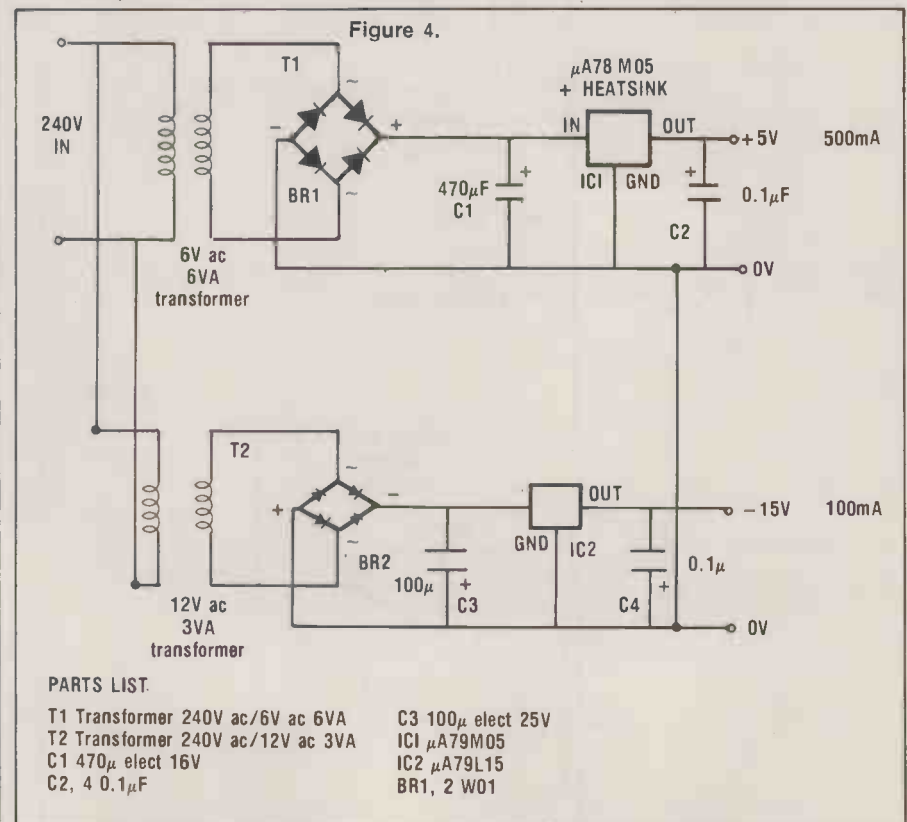 Figure 4.
T1
µA78 M05
+ HEATSINK
240V
IN
~
-
+
IN
OUT
+5V
500mA
BR1
~
470µF
C1
+
IC1
GND
+
0.1µF
C2
6V ac
6VA
transformer
0V
T2
~
+
-
OUT
-15V
100mA
GND
IC2
BR2
~
100µ
+
C3
0.1µ
+
C4
12V ac
3VA
transformer
0V
PARTS LIST.
T1 Transformer 240V ac/6V ac 6VA
T2 Transformer 240V ac/12V ac 3VA
C1 470µ elect 16V
C2, 4 0.1µF
C3 100µ elect 25V
IC1 µA79M05
IC2 µA79L15
BR1, 2 W01